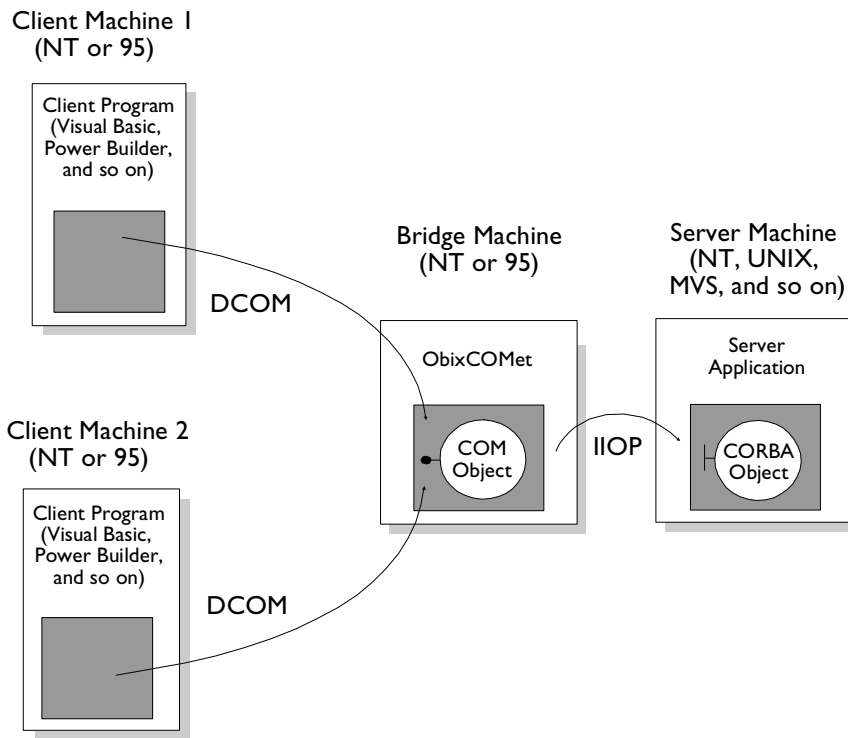 Client Machine 1
(NT or 95)
Client Program
(Visual Basic,
Power Builder,
and so on)
DCOM
Bridge Machine
(NT or 95)
ObixCOMet
COM
Object
IIOP
Server Machine
(NT, UNIX,
MVS, and so on)
Server
Application
CORBA
Object
Client Machine 2
(NT or 95)
Client Program
(Visual Basic,
Power Builder,
and so on)
DCOM